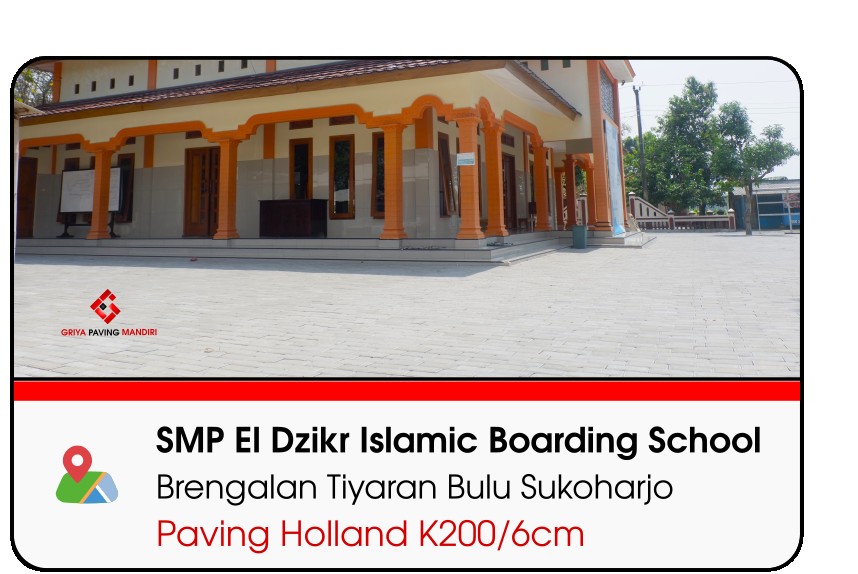 GRIYA PAVING MANDIRI
SMP El Dzikr Islamic Boarding School
Brengalan Tiyaran Bulu Sukoharjo
Paving Holland K200/6cm